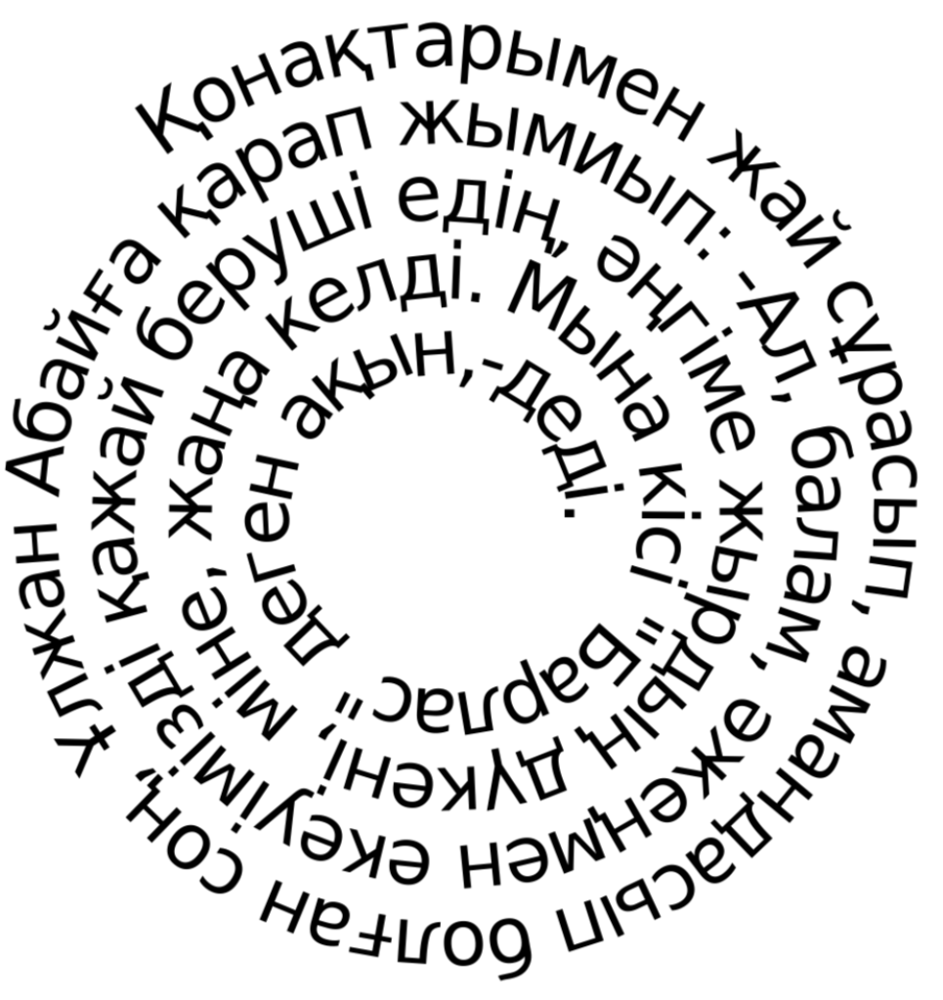 Қонақтарымен жай сұрасып, амандасып болған соң, Ұлжан Абайға қарап жымиып: -Ал, балам, әжеңмен екеуімізді қажай беруші едің, әңгіме жырдың дүкені, міне, жаңа келді. Мына кісі "Барлас" деген ақын,-деді.